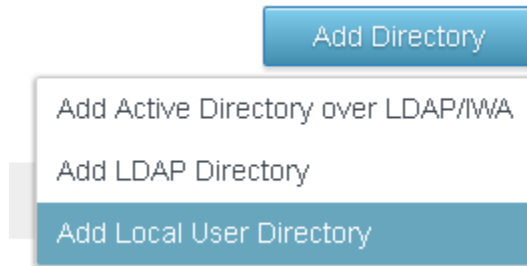 Add Directory
Add Active Directory over LDAP/IWA
Add LDAP Directory
Add Local User Directory